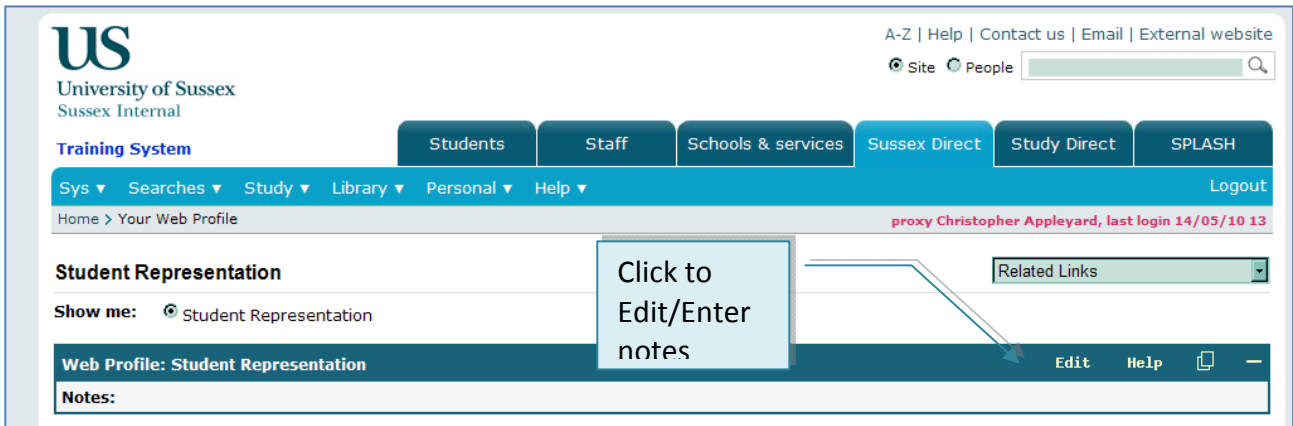 US
University of Sussex
Sussex Internal
A-Z | Help | Contact us | Email | External website
Site People
Training System
Students Staff Schools & services Sussex Direct Study Direct SPLASH
Sys Searches Study Library Personal Help Logout
Home > Your Web Profile
proxy Christopher Appleyard, last login 14/05/10 13
Student Representation
Related Links
Click to
Edit/Enter
notes
Show me: Student Representation
Web Profile: Student Representation Edit Help
Notes: